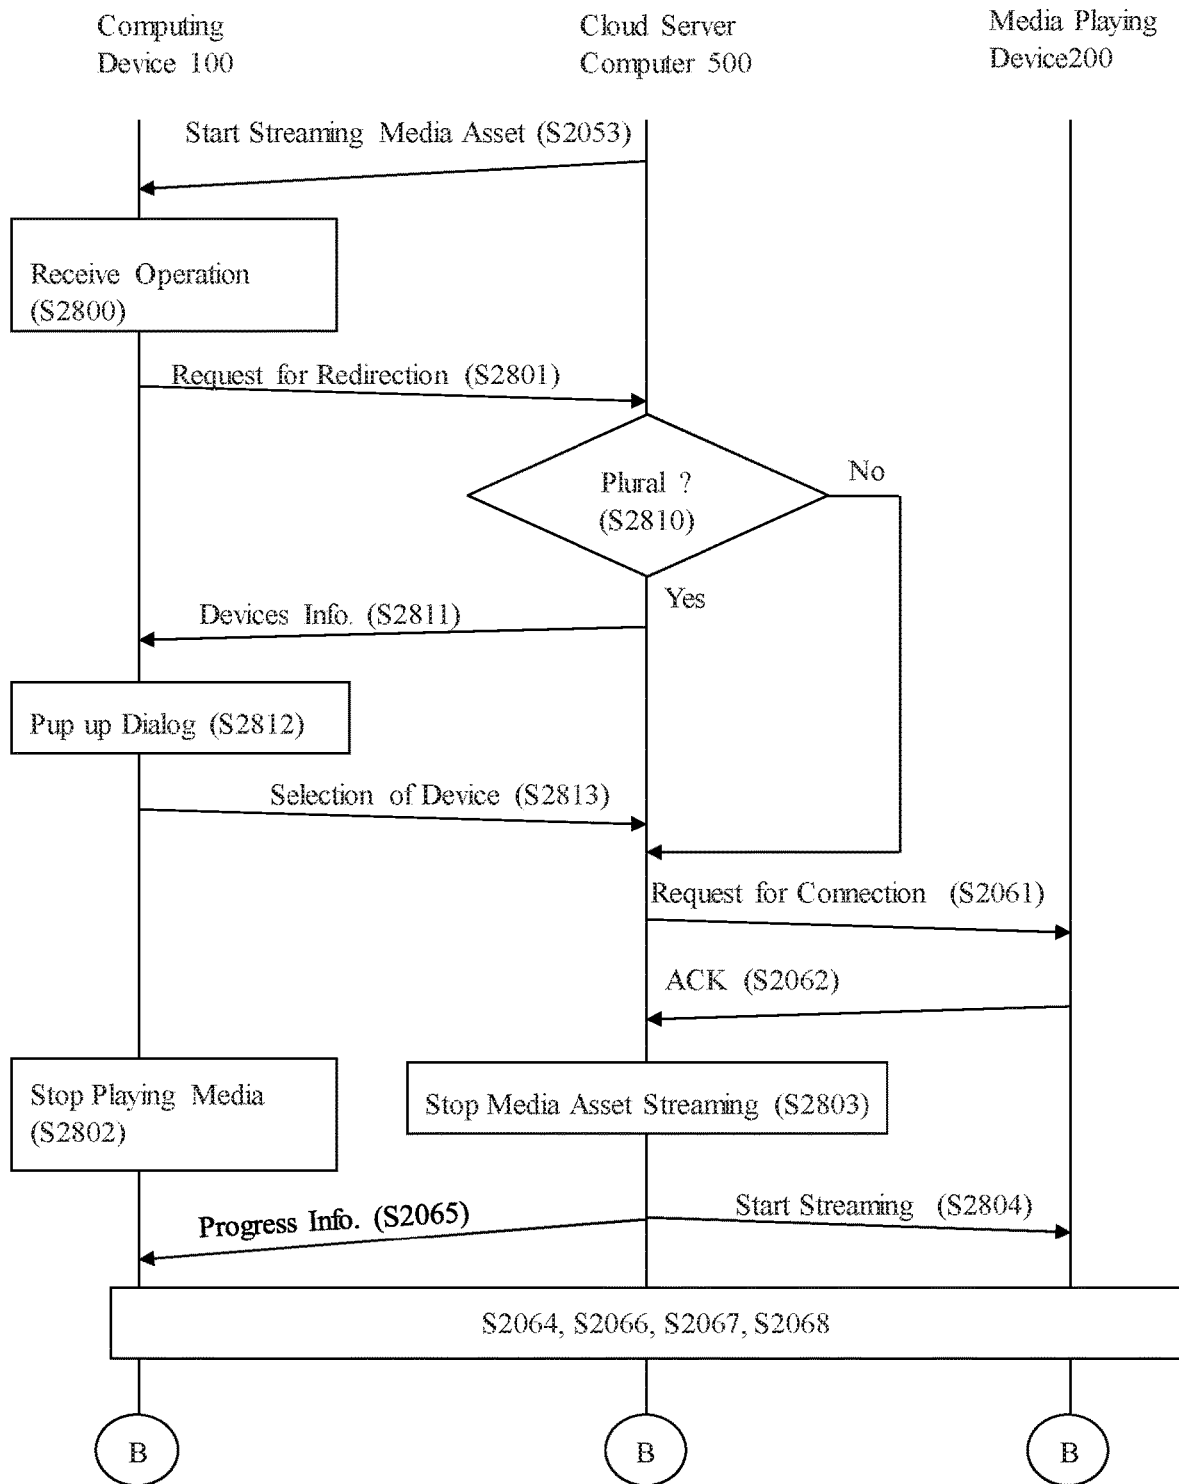 Computing
Device 100
Cloud Server
Computer 500
Media Playing
Device200
Start Streaming Media Asset (S2053)
Receive Operation
(S2800)
Request for Redirection (S2801)
Plural ?
(S2810)
No
Yes
Devices Info. (S2811)
Pup up Dialog (S2812)
Selection of Device (S2813)
Request for Connection (S2061)
ACK (S2062)
Stop Playing Media
(S2802)
Stop Media Asset Streaming (S2803)
Progress Info. (S2065)
Start Streaming (S2804)
S2064, S2066, S2067, S2068
B
B
B